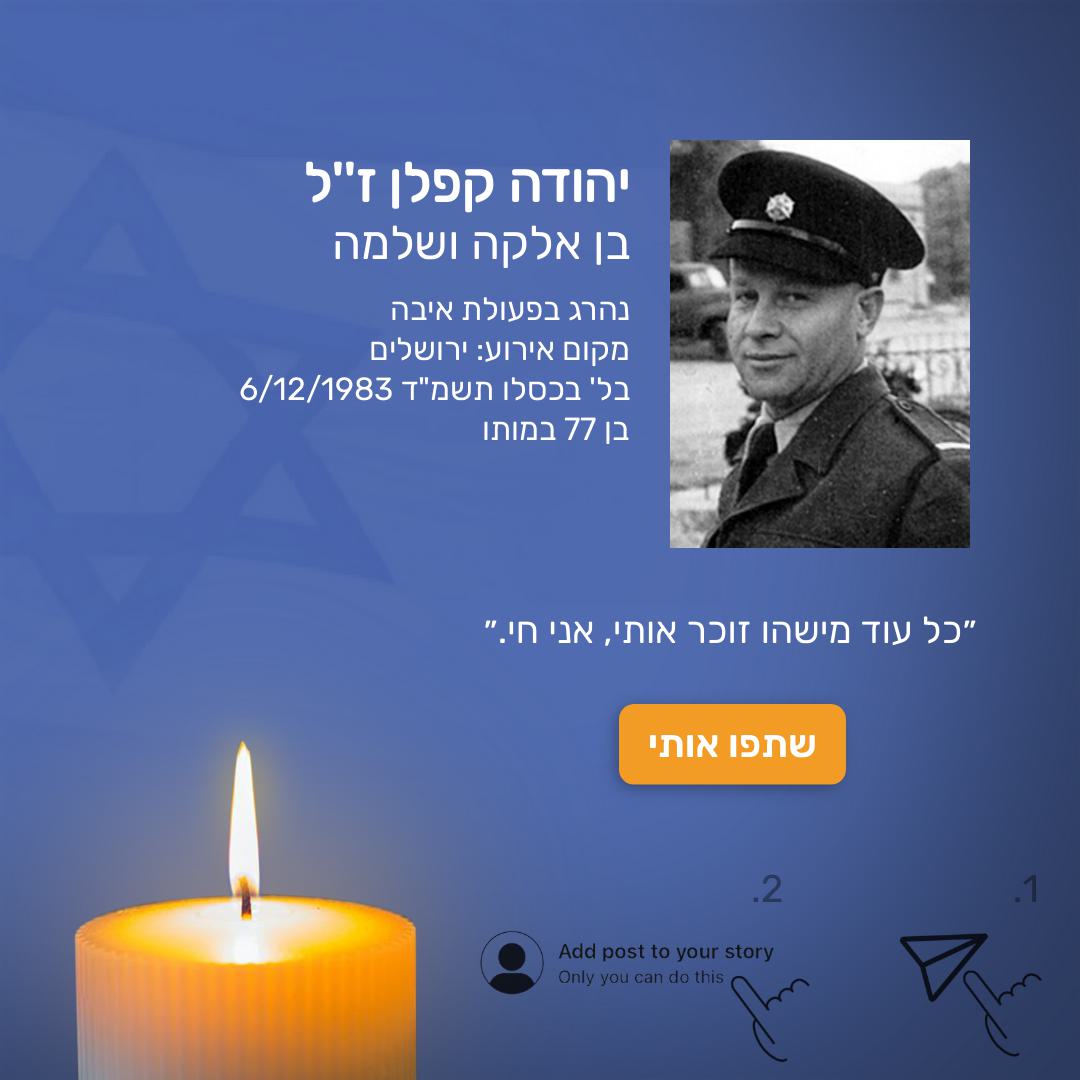 יהודה קפלן ז"ל
בן אלקה ושלמה
נהרג בפעולת איבה
מקום אירוע: ירושלים
בל' בכסלו תשמ"ד 6/12/1983
בן 77 במותו
״כל עוד מישהו זוכר אותי, אני חי.״
שתפו אותי
.1
.2
Add post to your story
Only you can do this